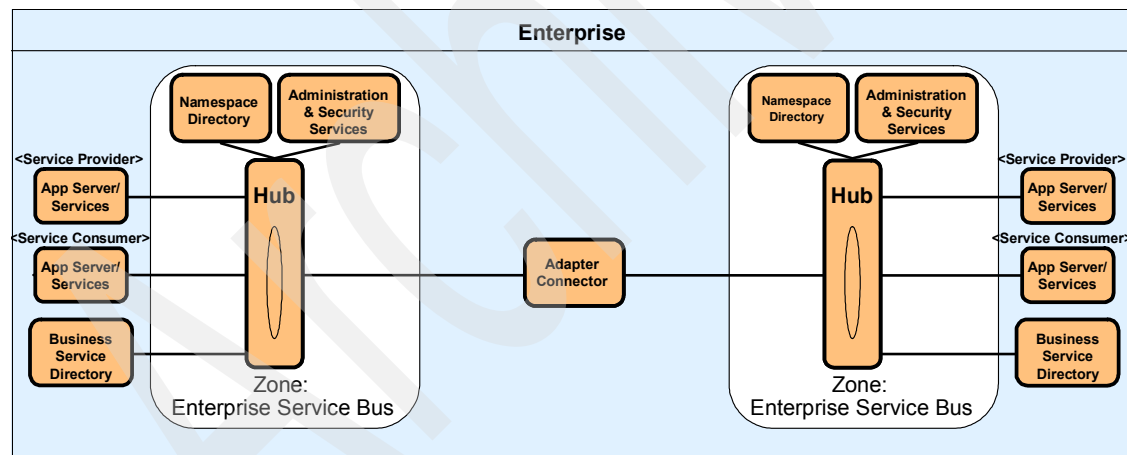 Enterprise
Namespace
Directory
Administration
& Security
Services
<Service Provider>
App Server/
Services
<Service Consumer>
App Server/
Services
Business
Service
Directory
Hub
Zone:
Enterprise Service Bus
Adapter
Connector
Namespace
Directory
Administration
& Security
Services
Hub
Zone:
Enterprise Service Bus
<Service Provider>
App Server/
Services
<Service Consumer>
App Server/
Services
Business
Service
Directory